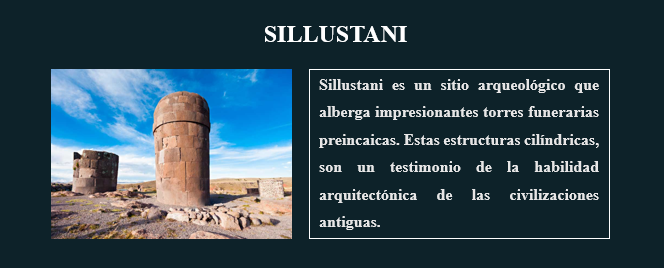 SILLUSTANI
Sillustani es un sitio arqueológico que
alberga impresionantes torres funerarias
preincaicas. Estas estructuras cilíndricas,
son un testimonio de la habilidad
arquitectónica de las civilizaciones
antiguas.